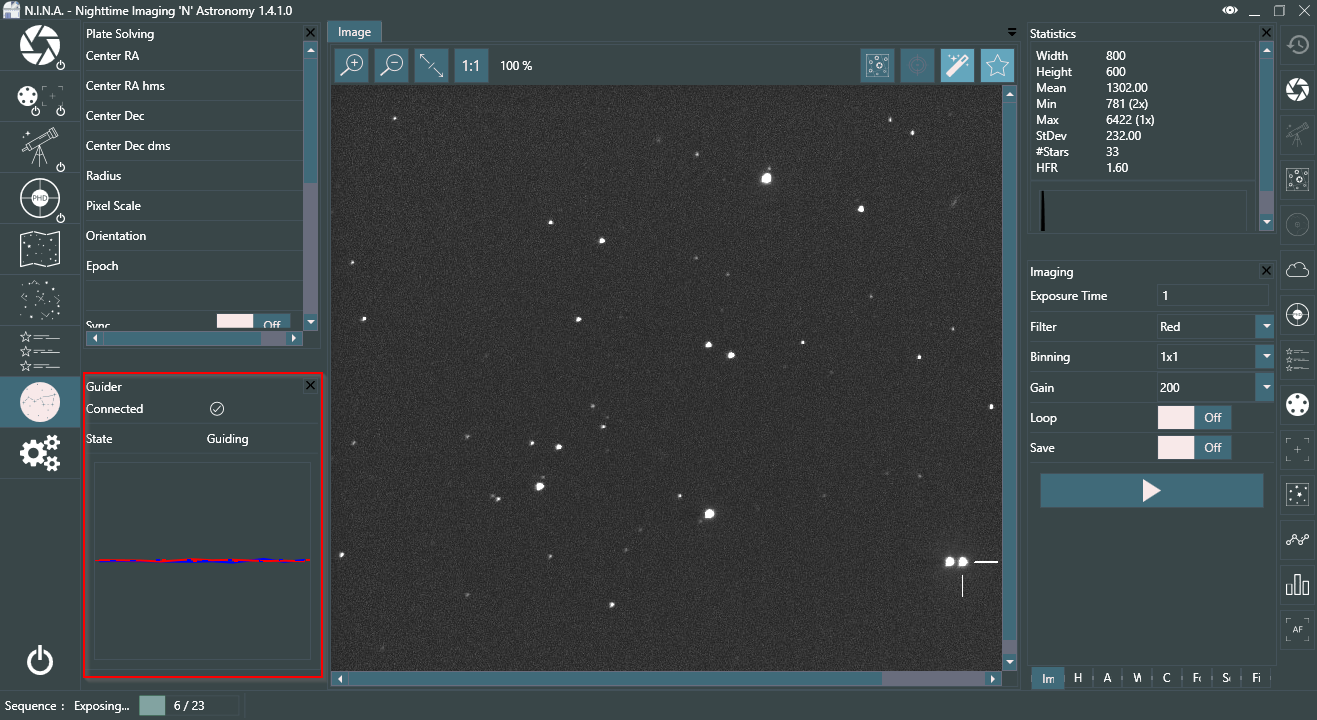 N.I.N.A. - Nighttime Imaging 'N' Astronomy 1.4.1.0
Plate Solving
Center RA
Center RA hms
Center Dec
Center Dec dms
Radius
Pixel Scale
Orientation
Epoch
Sync
Off
PHD
Guider
Connected
State
Guiding
Image
1:1
100 %
Statistics
Width 800
Height 600
Mean 1302.00
Min 781 (2x)
Max 6422 (1x)
StDev 232.00
#Stars 33
HFR 1.60
Imaging
Exposure Time 1
Filter Red
Binning 1x1
Gain 200
Loop Off
Save Off
Im H A W C Fo Se Fi
AF
Sequence : Exposing... 6 / 23